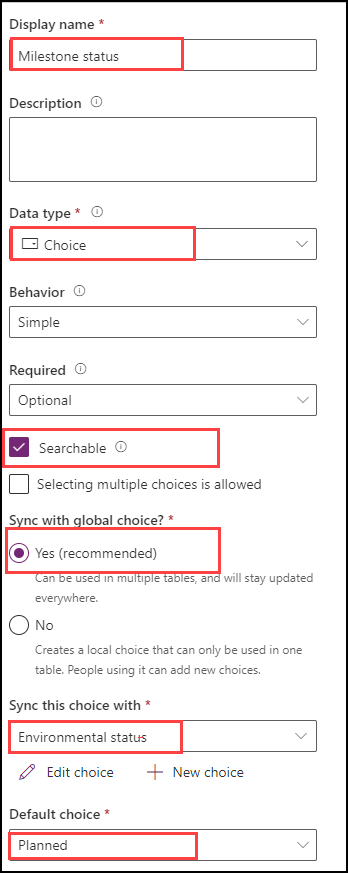 Display name *
Milestone status
Description
Data type *
Choice
Behavior
Simple
Required
Optional
Searchable
Selecting multiple choices is allowed
Sync with global choice? *
Yes (recommended)
Can be used in multiple tables, and will stay updated
everywhere.
No
Creates a local choice that can only be used in one
table. People using it can add new choices.
Sync this choice with *
Environmental status
Edit choice New choice
Default choice *
Planned